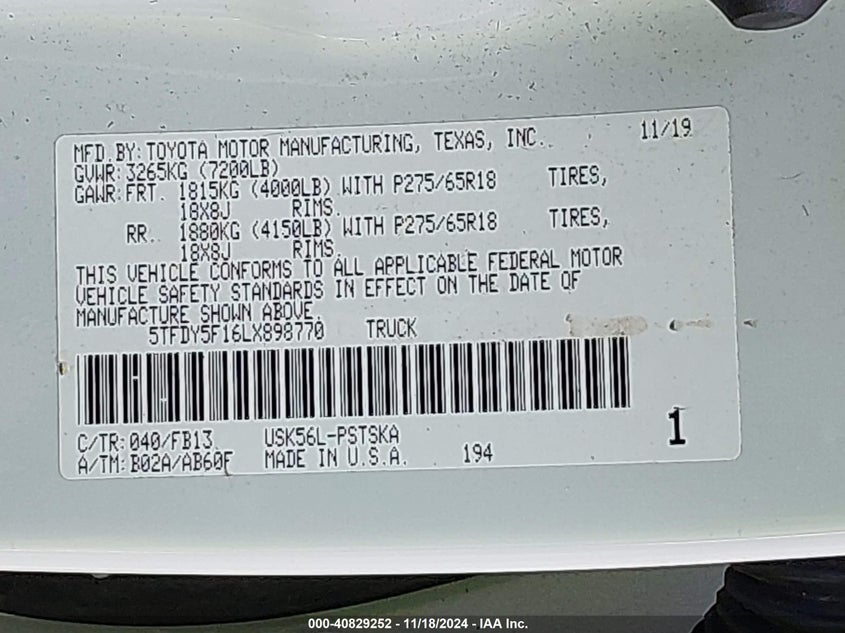 MFD.BY:TOYOTA MOTOR MANUFACTURING, TEXAS, INC. 11/19
GVWR:3265KG (7200LB)
GAWR:FRT. 1815KG (4000LB) WITH P275/65R18 TIRES,
18X8J RIMS.
RR. 1880KG (4150LB) WITH P275/65R18 TIRES,
18X8J RIMS.
THIS VEHICLE CONFORMS TO ALL APPLICABLE FEDERAL MOTOR
VEHICLE SAFETY STANDARDS IN EFFECT ON THE DATE OF
MANUFACTURE SHOWN ABOVE.
5TFDY5F16LX898770 TRUCK
C/TR:040/FB13 USK56L-PSTSKA 1
A/TM:B02A/AB60F MADE IN U.S.A. 194
000-40829252 - 11/18/2024 - IAA Inc.